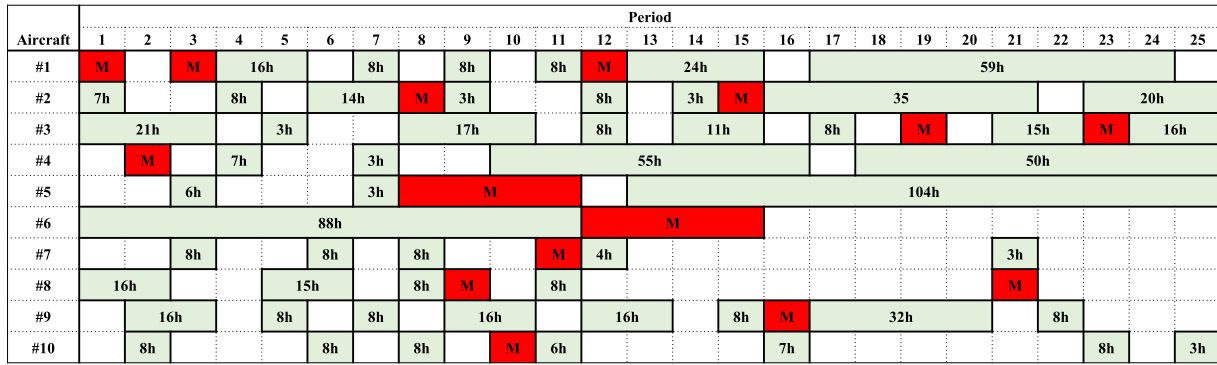 Period
Aircraft 1 2 3 4 5 6 7 8 9 10 11 12 13 14 15 16 17 18 19 20 21 22 23 24 25
#1 M M 16h 8h 8h 8h M 24h 59h
#2 7h 8h 14h M 3h 8h 3h M 35 20h
#3 21h 3h 17h 8h 11h 8h M 15h M 16h
#4 M 7h 3h 55h 50h
#5 6h 3h M 104h
#6 88h M
#7 8h 8h 8h M 4h 3h
#8 16h 15h 8h M 8h M
#9 16h 8h 8h 16h 16h 8h M 32h 8h
#10 8h 8h 8h M 6h 7h 8h 3h